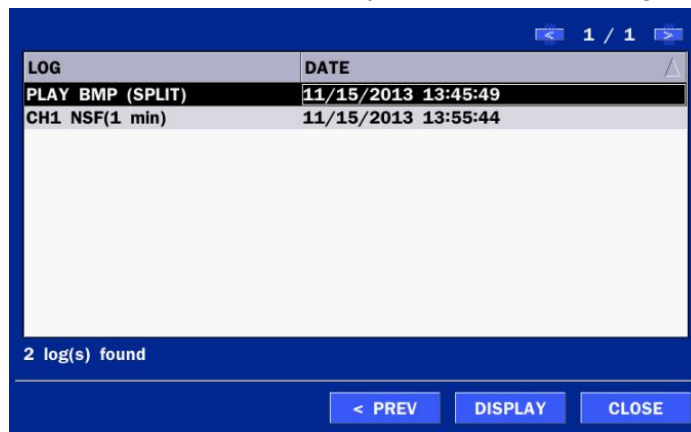 < 1 / 1 >
LOG DATE
PLAY BMP (SPLIT) 11/15/2013 13:45:49
CH1 NSF(1 min) 11/15/2013 13:55:44
2 log(s) found
< PREV DISPLAY CLOSE